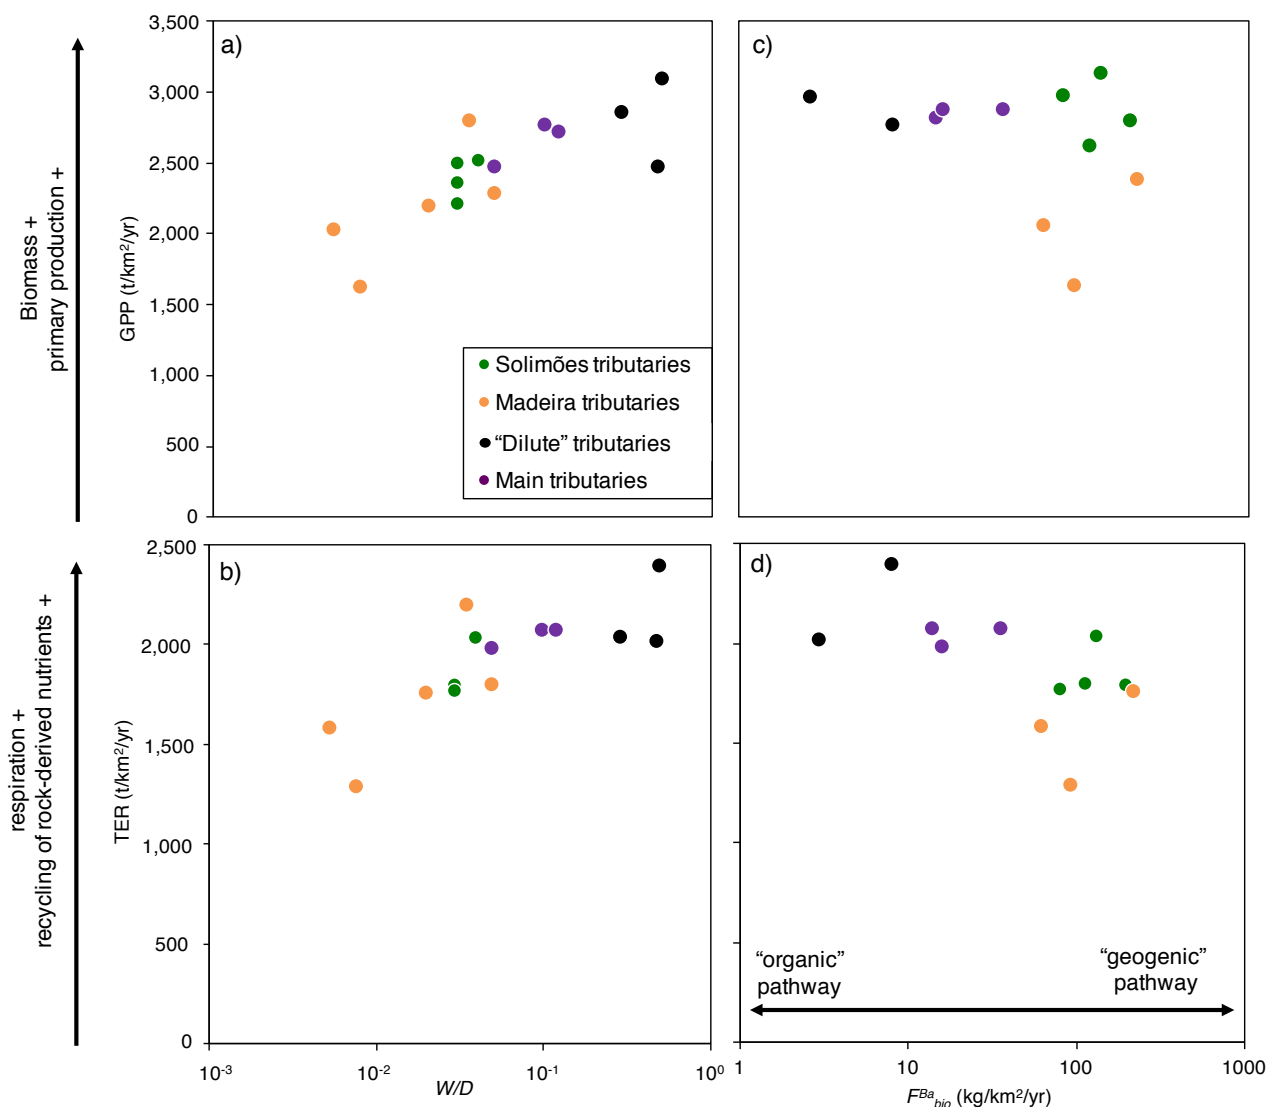 Biomass +
primary production +
GPP (t/km²/yr)
3,500
3,000
2,500
2,000
1,500
1,000
500
0
a)
Solimões tributaries
Madeira tributaries
“Dilute” tributaries
Main tributaries
c)
respiration +
recycling of rock-derived nutrients +
TER (t/km²/yr)
2,500
2,000
1,500
1,000
500
0
b)
10⁻³
10⁻²
10⁻¹
10⁰
W/D
d)
“organic”
pathway
“geogenic”
pathway
1
10
100
1000
Fᴮᵃbio (kg/km²/yr)